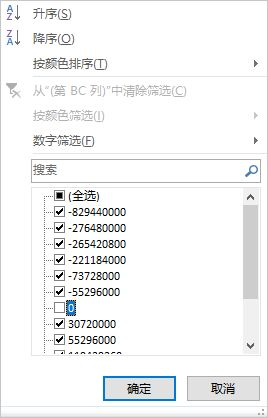 升序(S)
降序(O)
按颜色排序(T)
从"(第 BC 列)"中清除筛选(C)
按颜色筛选(I)
数字筛选(F)
搜索
(全选)
-829440000
-276480000
-265420800
-221184000
-73728000
-55296000
0
30720000
55296000
确定
取消